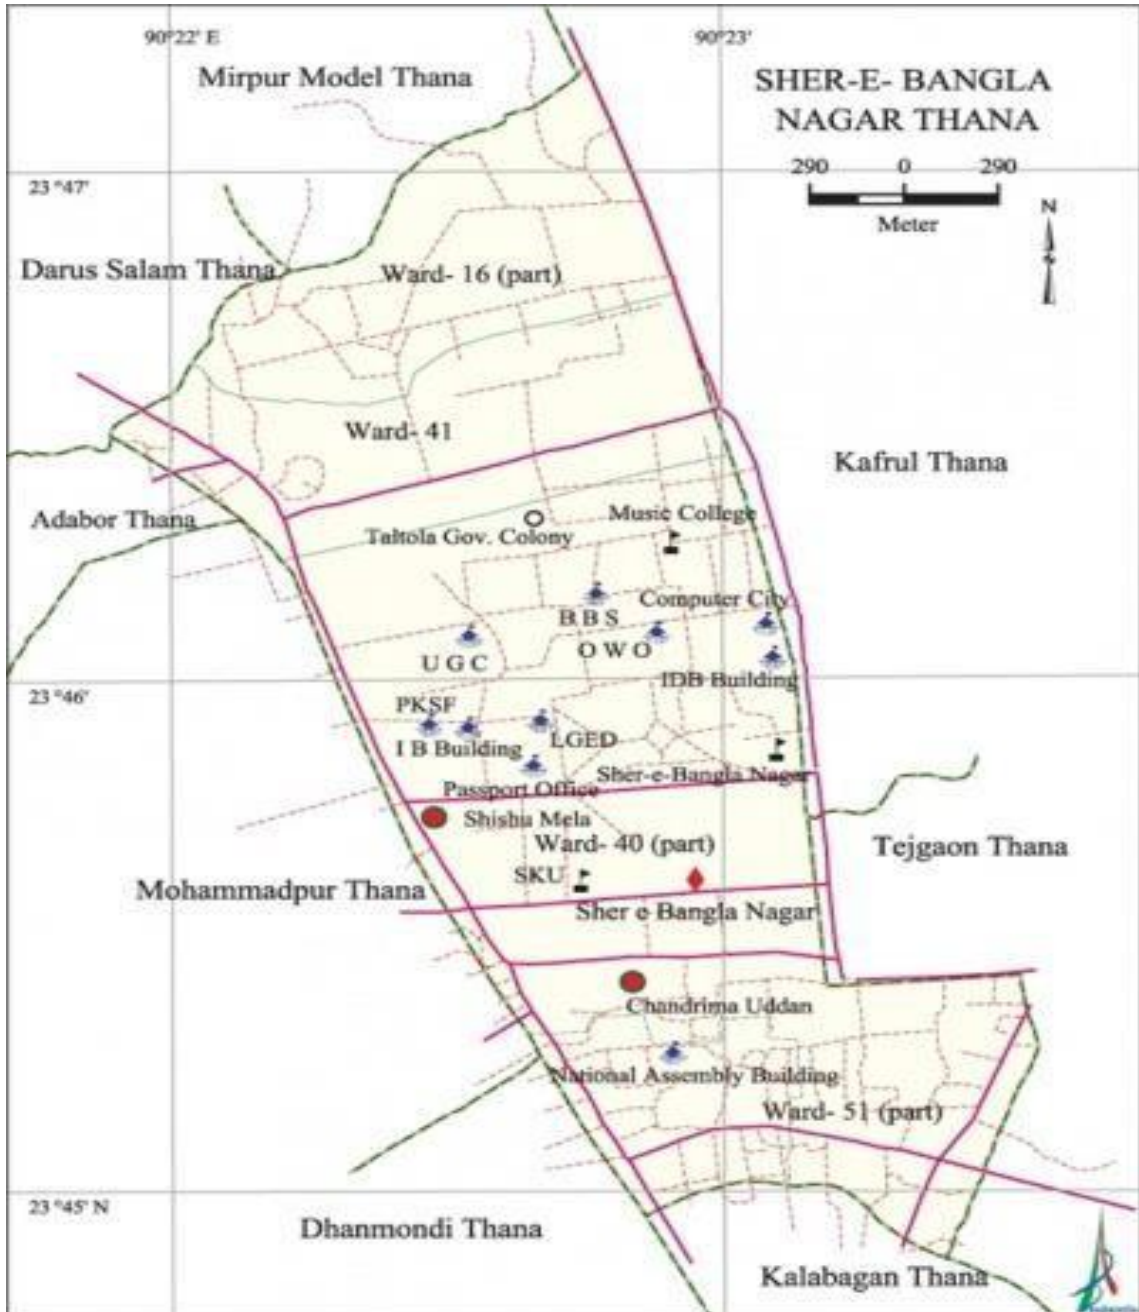 90°22' E
90°23'
Mirpur Model Thana
SHER-E- BANGLA
NAGAR THANA
290 0 290
Meter
N
23°47'
Darus Salam Thana
Ward- 16 (part)
Ward- 41
Kafrul Thana
Adabor Thana
Music College
Taltola Gov. Colony
Computer City
B B S
O W O
U G C
IDB Building
23°46'
PKSF
I B Building
LGED
Sher-e-Bangla Nagar
Passport Office
Shishu Mela
Ward- 40 (part)
Tejgaon Thana
SKU
Mohammadpur Thana
Sher e Bangla Nagar
Chandrima Uddan
National Assembly Building
Ward- 51 (part)
23°45' N
Dhanmondi Thana
Kalabagan Thana